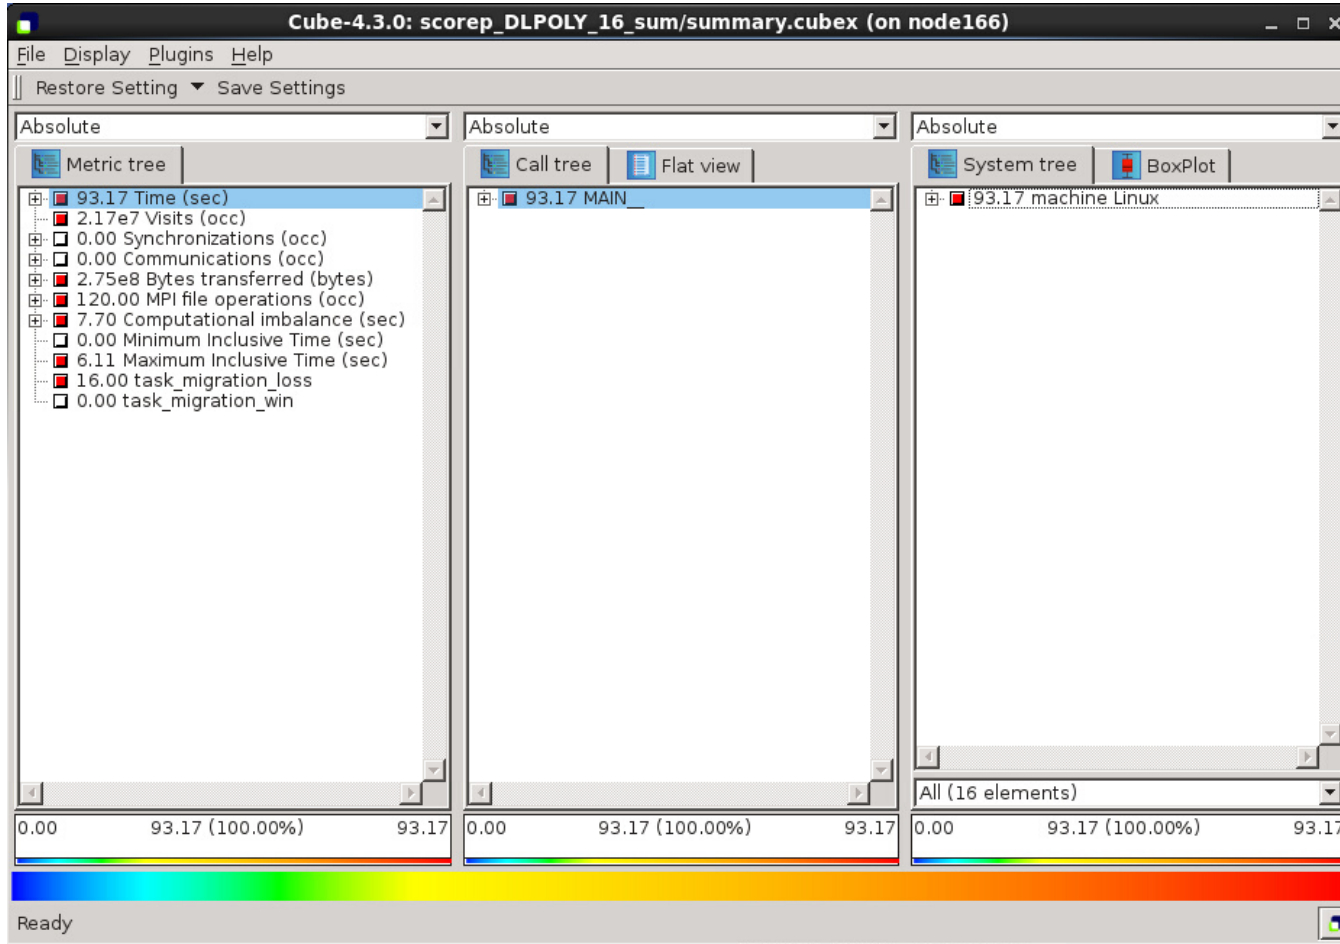 Cube-4.3.0: scorep_DLPOLY_16_sum/summary.cubex (on node166)
File Display Plugins Help
Restore Setting Save Settings
Absolute
Metric tree
93.17 Time (sec)
2.17e7 Visits (occ)
0.00 Synchronizations (occ)
0.00 Communications (occ)
2.75e8 Bytes transferred (bytes)
120.00 MPI file operations (occ)
7.70 Computational imbalance (sec)
0.00 Minimum Inclusive Time (sec)
6.11 Maximum Inclusive Time (sec)
16.00 task_migration_loss
0.00 task_migration_win
0.00 93.17 (100.00%) 93.17
Absolute
Call tree Flat view
93.17 MAIN__
0.00 93.17 (100.00%) 93.17
Absolute
System tree BoxPlot
93.17 machine Linux
All (16 elements)
0.00 93.17 (100.00%) 93.17
Ready